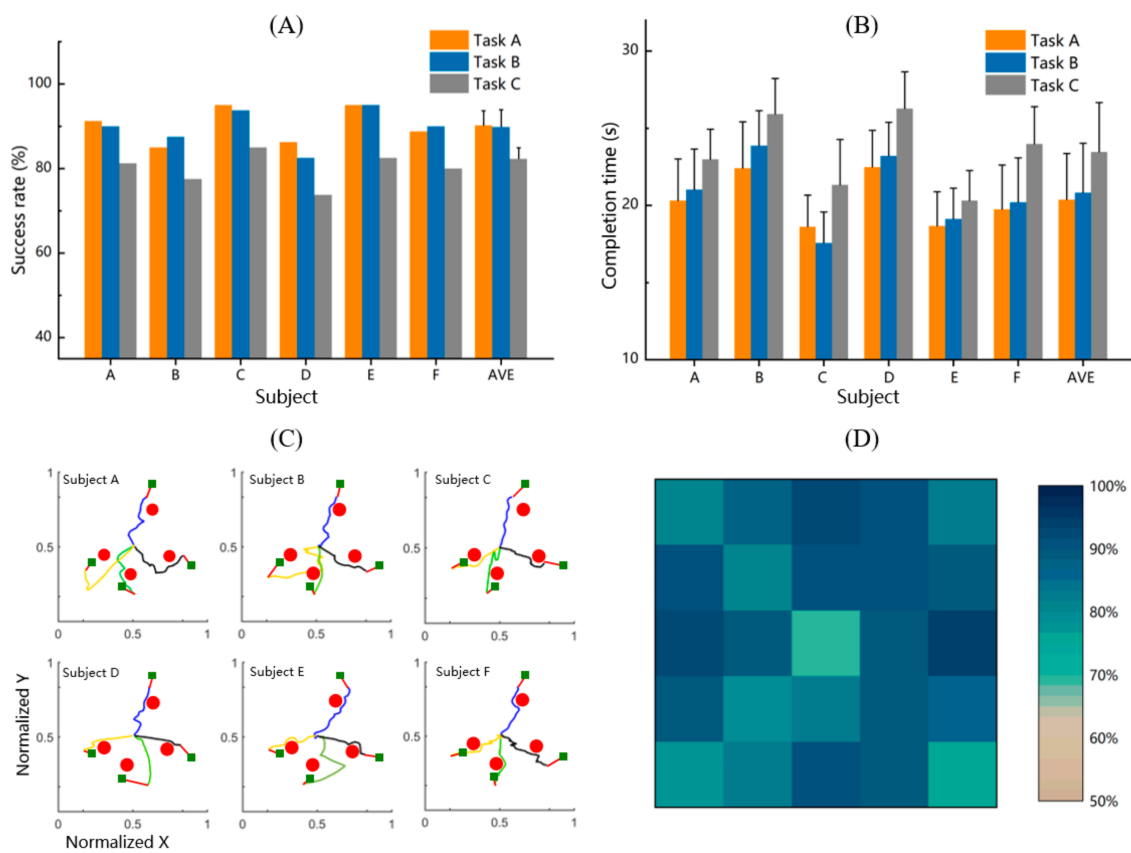 (A)
Task A
Task B
Task C
Success rate (%)
100
80
60
40
A B C D E F AVE
Subject
(B)
Task A
Task B
Task C
Completion time (s)
30
20
10
A B C D E F AVE
Subject
(C)
Subject A
1
0.5
0 0.5 1
Subject B
1
0.5
0 0.5 1
Subject C
1
0.5
0 0.5 1
Subject D
1
0.5
0 0.5 1
Subject E
1
0.5
0 0.5 1
Subject F
1
0.5
0 0.5 1
Normalized Y
Normalized X
(D)
100%
90%
80%
70%
60%
50%